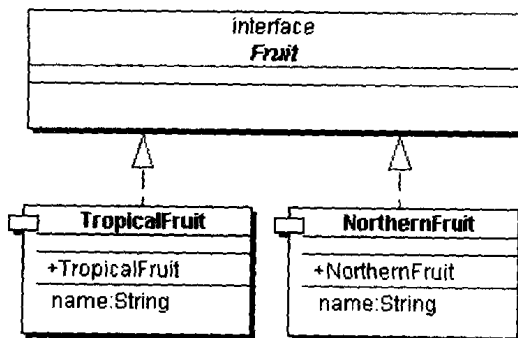 interface
Fruit
TropicalFruit
+TropicalFruit
name:String
NorthernFruit
+NorthernFruit
name:String